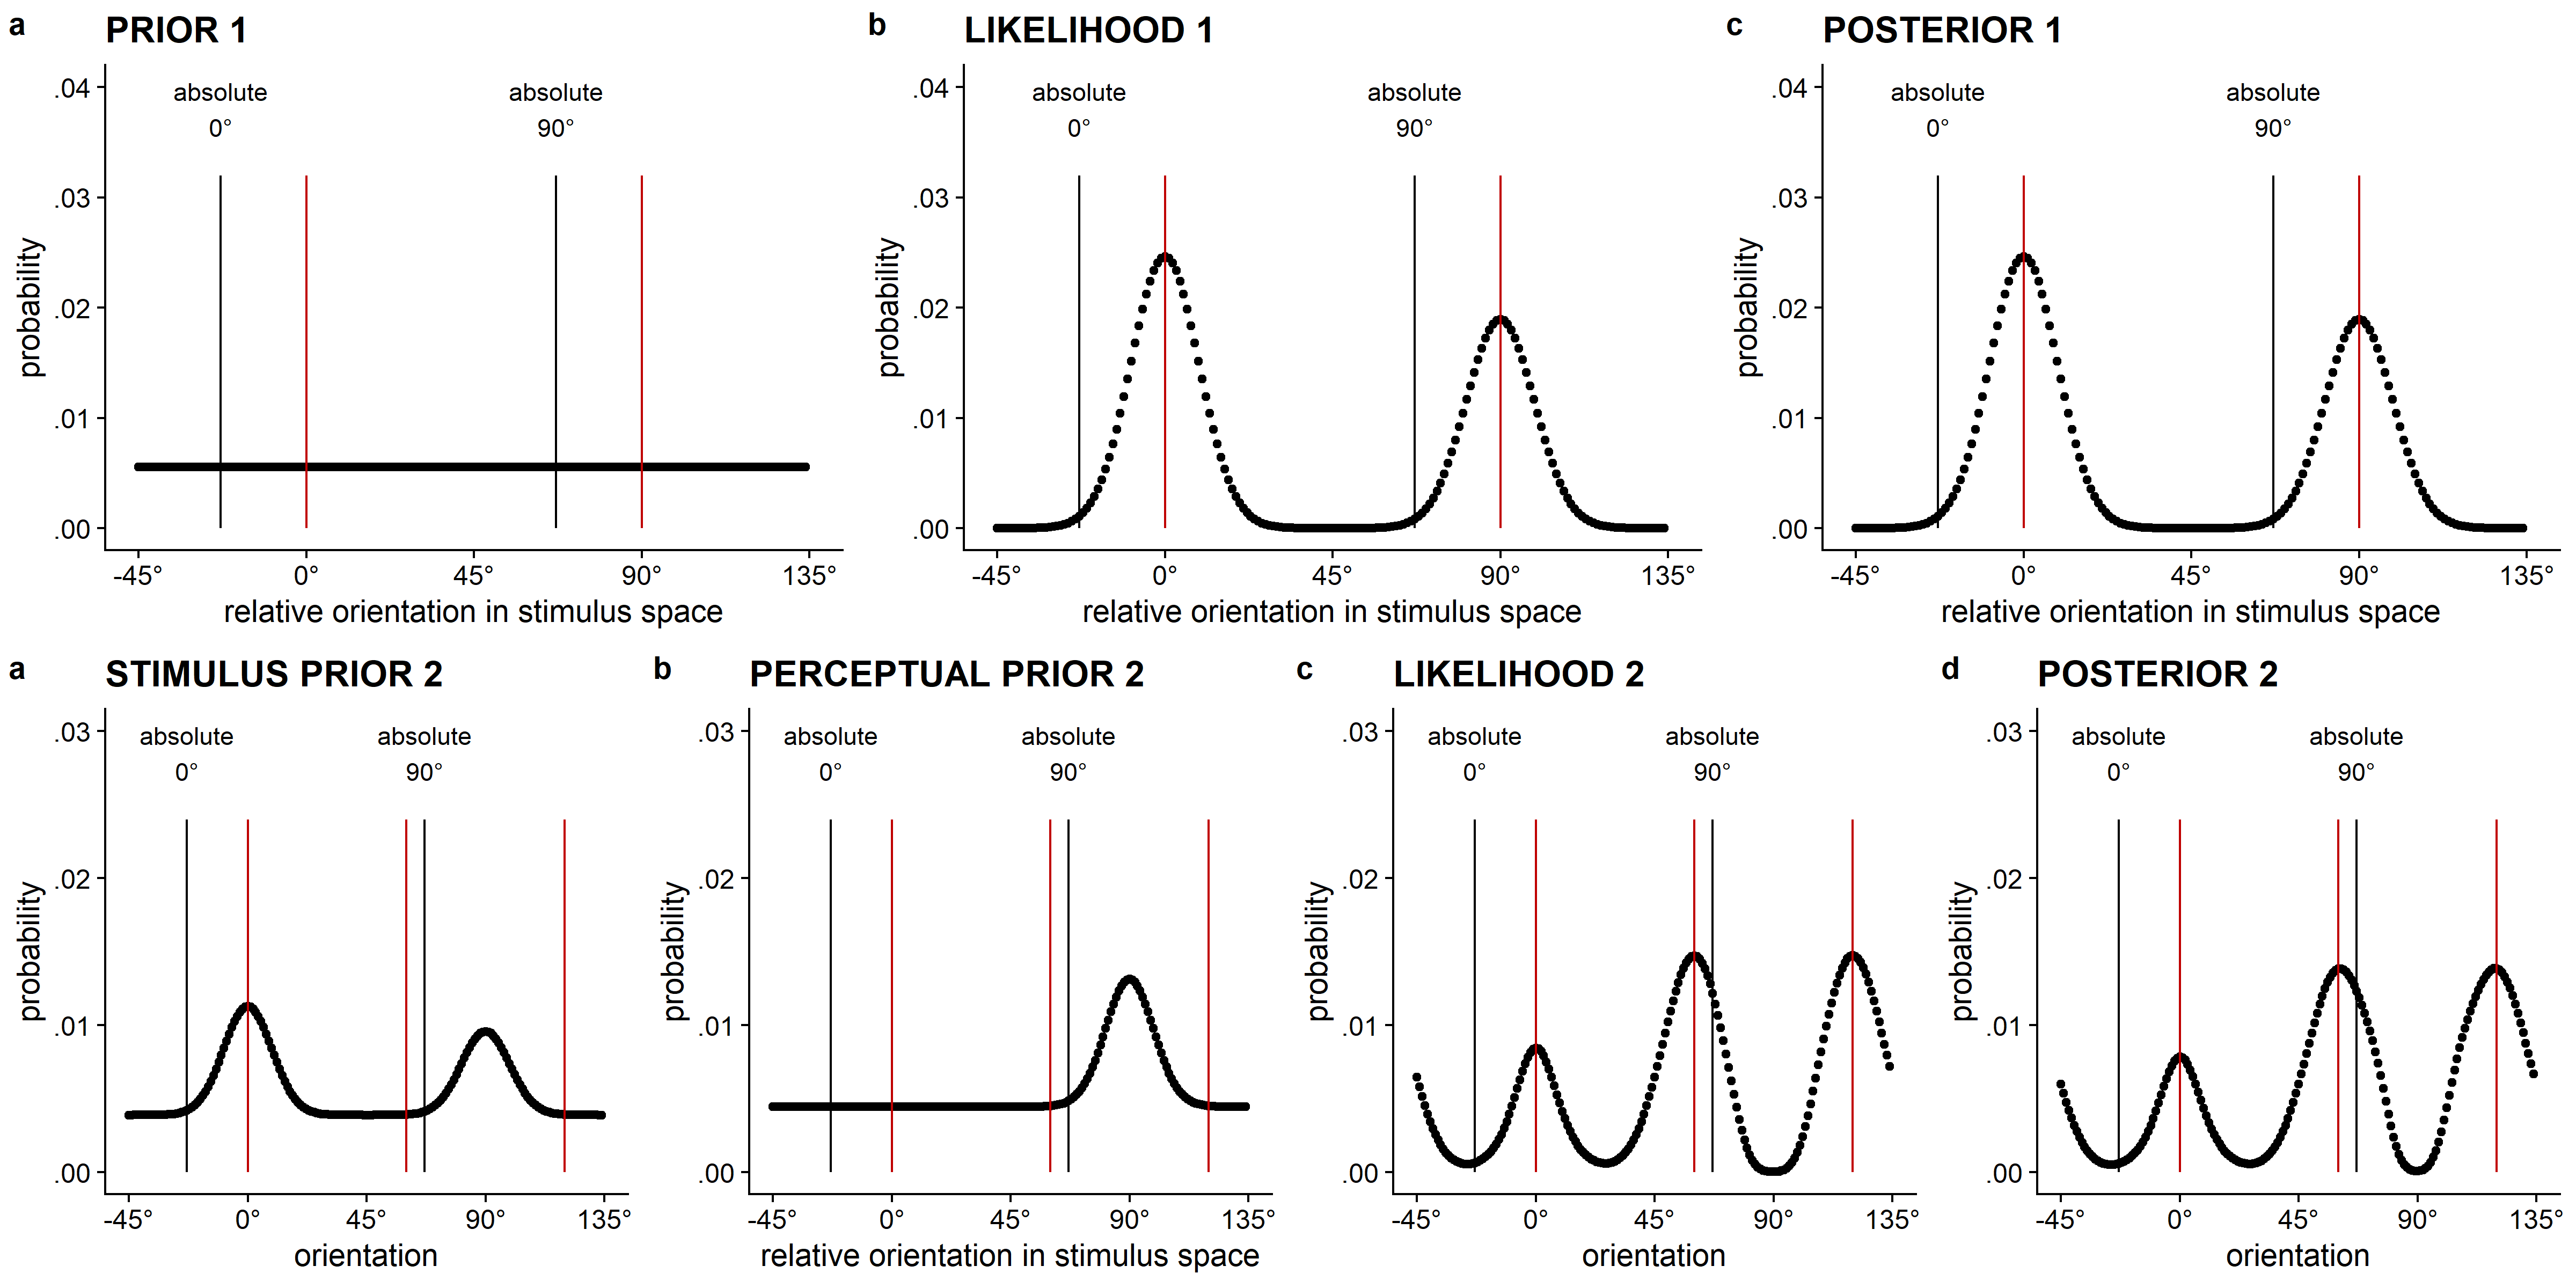 a PRIOR 1
absolute
0°
absolute
90°
.04
.03
.02
.01
.00
probability
-45° 0° 45° 90° 135°
relative orientation in stimulus space
b LIKELIHOOD 1
absolute
0°
absolute
90°
.04
.03
.02
.01
.00
probability
-45° 0° 45° 90° 135°
relative orientation in stimulus space
c POSTERIOR 1
absolute
0°
absolute
90°
.04
.03
.02
.01
.00
probability
-45° 0° 45° 90° 135°
relative orientation in stimulus space
a STIMULUS PRIOR 2
absolute
0°
absolute
90°
.03
.02
.01
.00
probability
-45° 0° 45° 90° 135°
orientation
b PERCEPTUAL PRIOR 2
absolute
0°
absolute
90°
.03
.02
.01
.00
probability
-45° 0° 45° 90° 135°
relative orientation in stimulus space
c LIKELIHOOD 2
absolute
0°
absolute
90°
.03
.02
.01
.00
probability
-45° 0° 45° 90° 135°
orientation
d POSTERIOR 2
absolute
0°
absolute
90°
.03
.02
.01
.00
probability
-45° 0° 45° 90° 135°
orientation